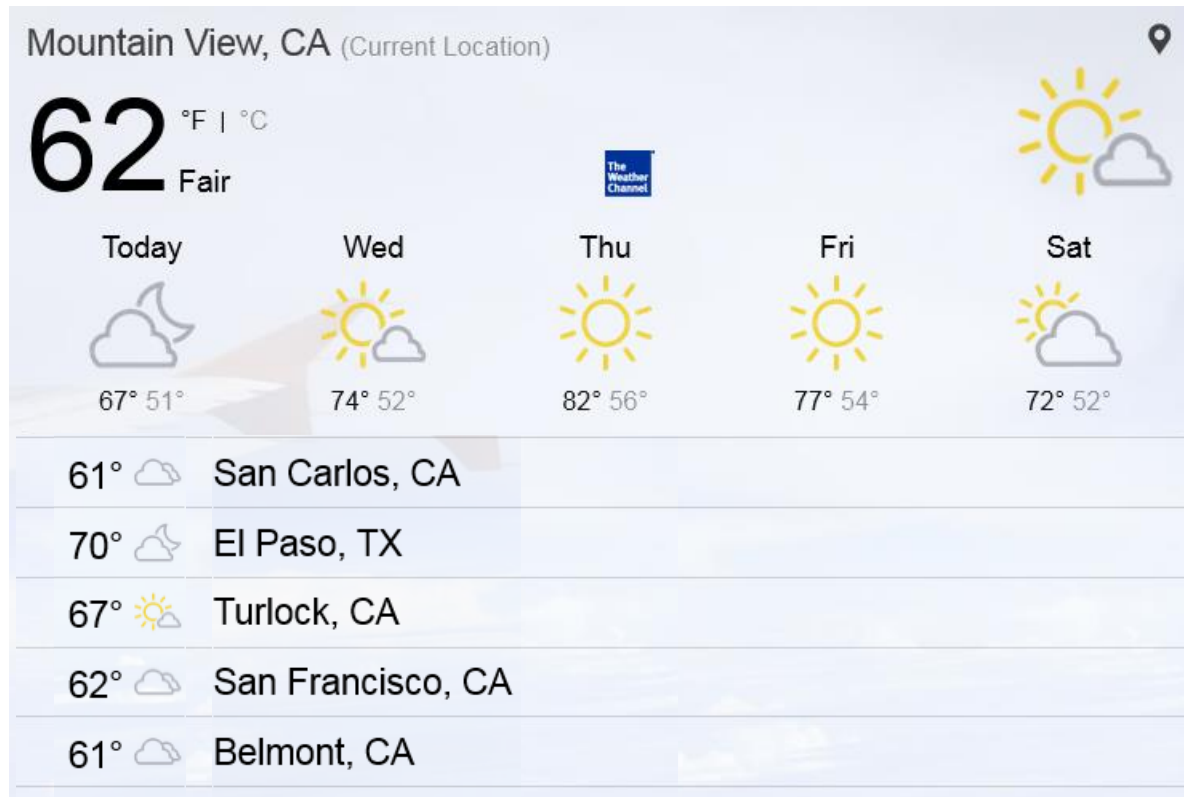 Mountain View, CA (Current Location)
62 °F | °C
Fair
The
Weather
Channel
Today Wed Thu Fri Sat
67° 51° 74° 52° 82° 56° 77° 54° 72° 52°
61° San Carlos, CA
70° El Paso, TX
67° Turlock, CA
62° San Francisco, CA
61° Belmont, CA